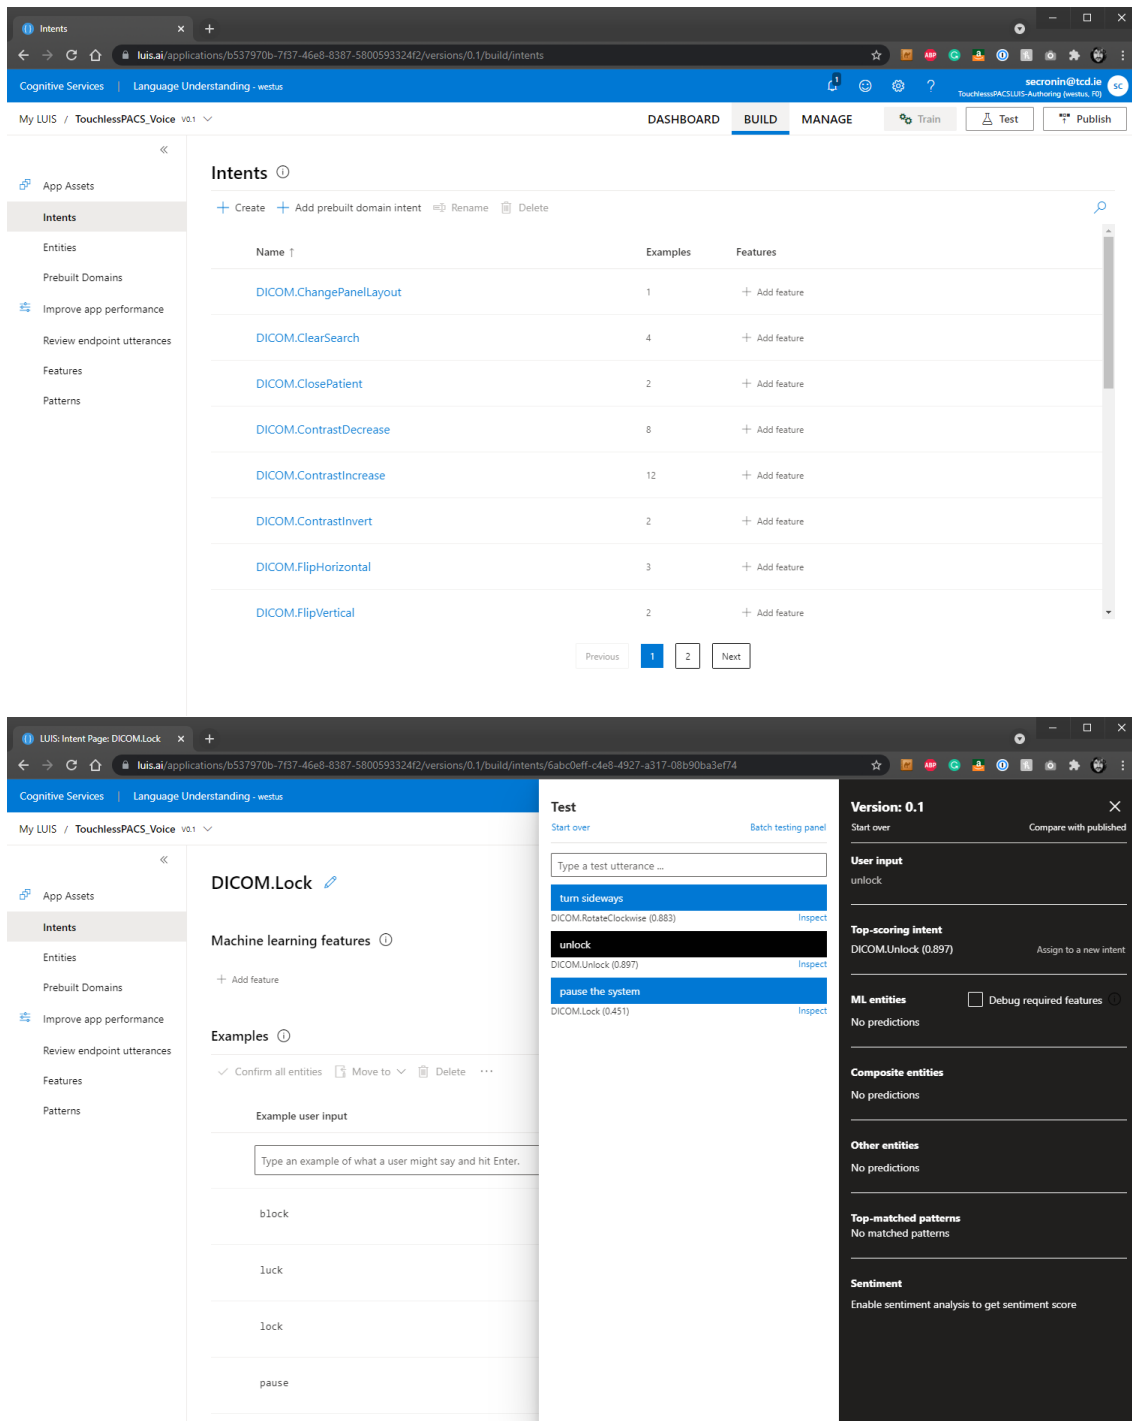 Intents
luis.ai/applications/b537970b-7f37-46e8-8387-5800593324f2/versions/0.1/build/intents
Cognitive Services | Language Understanding - westus
1
?
secronin@tcd.ie
TouchlesssPACSLUIS-Authoring (westus, F0)
SC
My LUIS / TouchlessPACS_Voice V0.1
DASHBOARD BUILD MANAGE Train Test Publish
App Assets
Intents
Entities
Prebuilt Domains
Improve app performance
Review endpoint utterances
Features
Patterns
Intents
Create Add prebuilt domain intent Rename Delete
Name ↑ Examples Features
DICOM.ChangePanelLayout 1 + Add feature
DICOM.ClearSearch 4 + Add feature
DICOM.ClosePatient 2 + Add feature
DICOM.ContrastDecrease 8 + Add feature
DICOM.ContrastIncrease 12 + Add feature
DICOM.ContrastInvert 2 + Add feature
DICOM.FlipHorizontal 3 + Add feature
DICOM.FlipVertical 2 + Add feature
Previous 1 2 Next
LUIS: Intent Page: DICOM.Lock
luis.ai/applications/b537970b-7f37-46e8-8387-5800593324f2/versions/0.1/build/intents/6abc0eff-c4e8-4927-a317-08b90ba3ef74
Cognitive Services | Language Understanding - westus
My LUIS / TouchlessPACS_Voice V0.1
App Assets
Intents
Entities
Prebuilt Domains
Improve app performance
Review endpoint utterances
Features
Patterns
DICOM.Lock
Machine learning features
+ Add feature
Examples
Confirm all entities Move to Delete ...
Example user input
Type an example of what a user might say and hit Enter.
block
luck
lock
pause
Test
Start over Batch testing panel
Type a test utterance ...
turn sideways
DICOM.RotateClockwise (0.883) Inspect
unlock
DICOM.Unlock (0.897) Inspect
pause the system
DICOM.Lock (0.451) Inspect
Version: 0.1
Start over Compare with published
User input
unlock
Top-scoring intent
DICOM.Unlock (0.897) Assign to a new intent
ML entities Debug required features
No predictions
Composite entities
No predictions
Other entities
No predictions
Top-matched patterns
No matched patterns
Sentiment
Enable sentiment analysis to get sentiment score